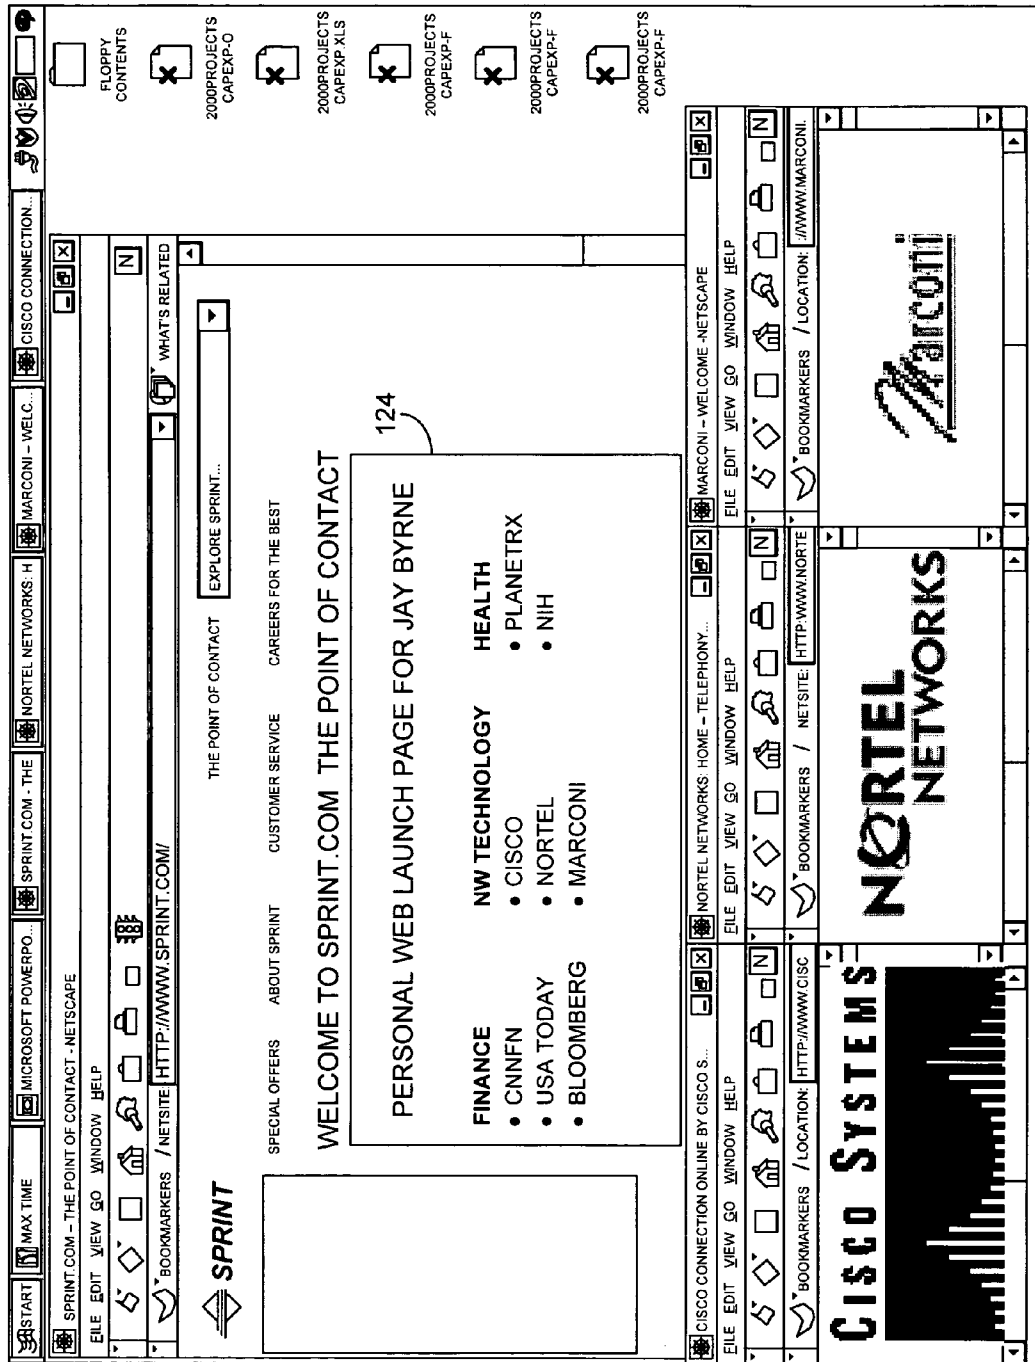 START
MAX TIME
MICROSOFT POWERPO...
SPRINT.COM - THE
NORTEL NETWORKS: H
MARCONI – WELC...
CISCO CONNECTION...
SPRINT.COM – THE POINT OF CONTACT - NETSCAPE
FILE EDIT VIEW GO WINDOW HELP
N
BOOKMARKERS / NETSITE: HTTP://WWW.SPRINT.COM/
WHAT'S RELATED
SPRINT
THE POINT OF CONTACT
EXPLORE SPRINT...
SPECIAL OFFERS ABOUT SPRINT CUSTOMER SERVICE CAREERS FOR THE BEST
WELCOME TO SPRINT.COM THE POINT OF CONTACT
124
PERSONAL WEB LAUNCH PAGE FOR JAY BYRNE
FINANCE NW TECHNOLOGY HEALTH
• CNNFN • CISCO • PLANETRX
• USA TODAY • NORTEL • NIH
• BLOOMBERG • MARCONI
FLOPPY
CONTENTS
2000PROJECTS
CAPEXP-O
2000PROJECTS
CAPEXP.XLS
2000PROJECTS
CAPEXP-F
2000PROJECTS
CAPEXP-F
2000PROJECTS
CAPEXP-F
CISCO CONNECTION ONLINE BY CISCO S...
FILE EDIT VIEW GO WINDOW HELP
N
BOOKMARKERS / LOCATION: HTTP://WWW.CISC
CISCO SYSTEMS
NORTEL NETWORKS: HOME – TELEPHONY...
FILE EDIT VIEW GO WINDOW HELP
N
BOOKMARKERS / NETSITE: HTTP:WWW.NORTE
NORTEL
NETWORKS
MARCONI – WELCOME -NETSCAPE
FILE EDIT VIEW GO WINDOW HELP
N
BOOKMARKERS / LOCATION: ://WWW.MARCONI.
Marconi